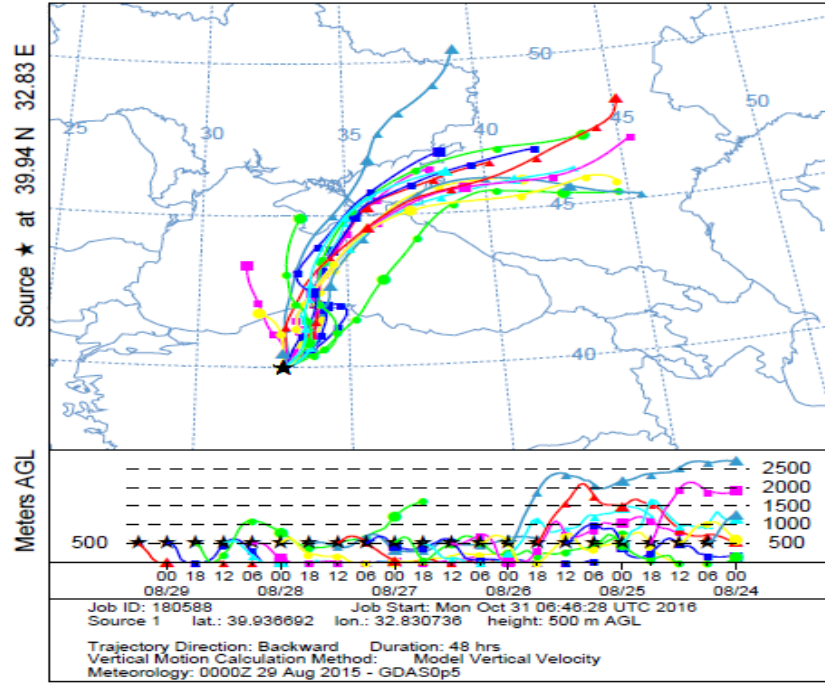 Source ★ at 39.94 N 32.83 E
25
30
35
40
45
50
50
45
40
Meters AGL
500
2500
2000
1500
1000
500
00 18 12 06 00 18 12 06 00 18 12 06 00 18 12 06 00 18 12 06 00
08/29 08/28 08/27 08/26 08/25 08/24
Job ID: 180588 Job Start: Mon Oct 31 06:46:28 UTC 2016
Source 1 lat.: 39.936692 lon.: 32.830736 height: 500 m AGL
Trajectory Direction: Backward Duration: 48 hrs
Vertical Motion Calculation Method: Model Vertical Velocity
Meteorology: 0000Z 29 Aug 2015 - GDAS0p5